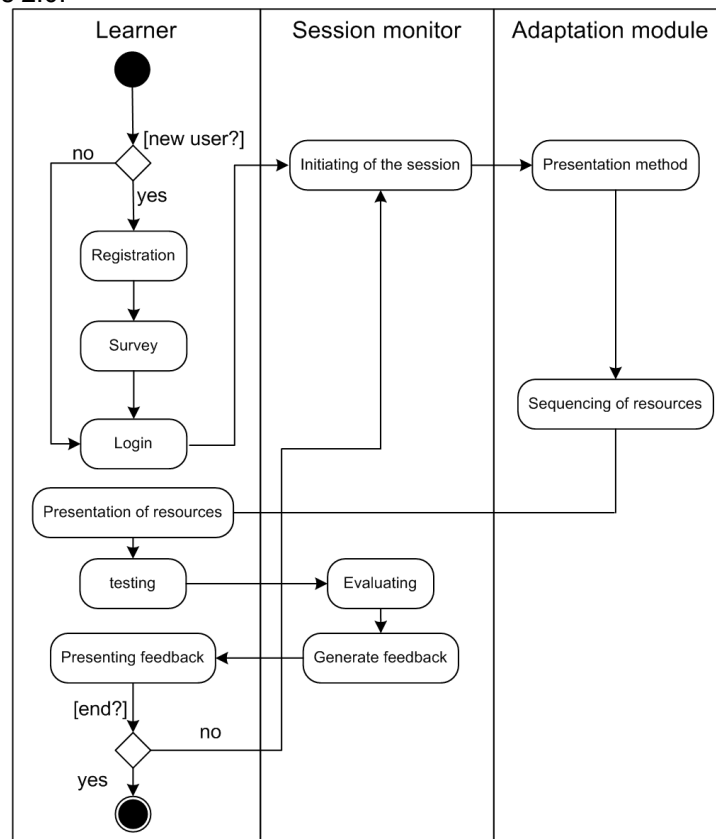 Learner
Session monitor
Adaptation module
[new user?]
no
yes
Initiating of the session
Presentation method
Registration
Survey
Login
Sequencing of resources
Presentation of resources
testing
Evaluating
Presenting feedback
Generate feedback
[end?]
no
yes